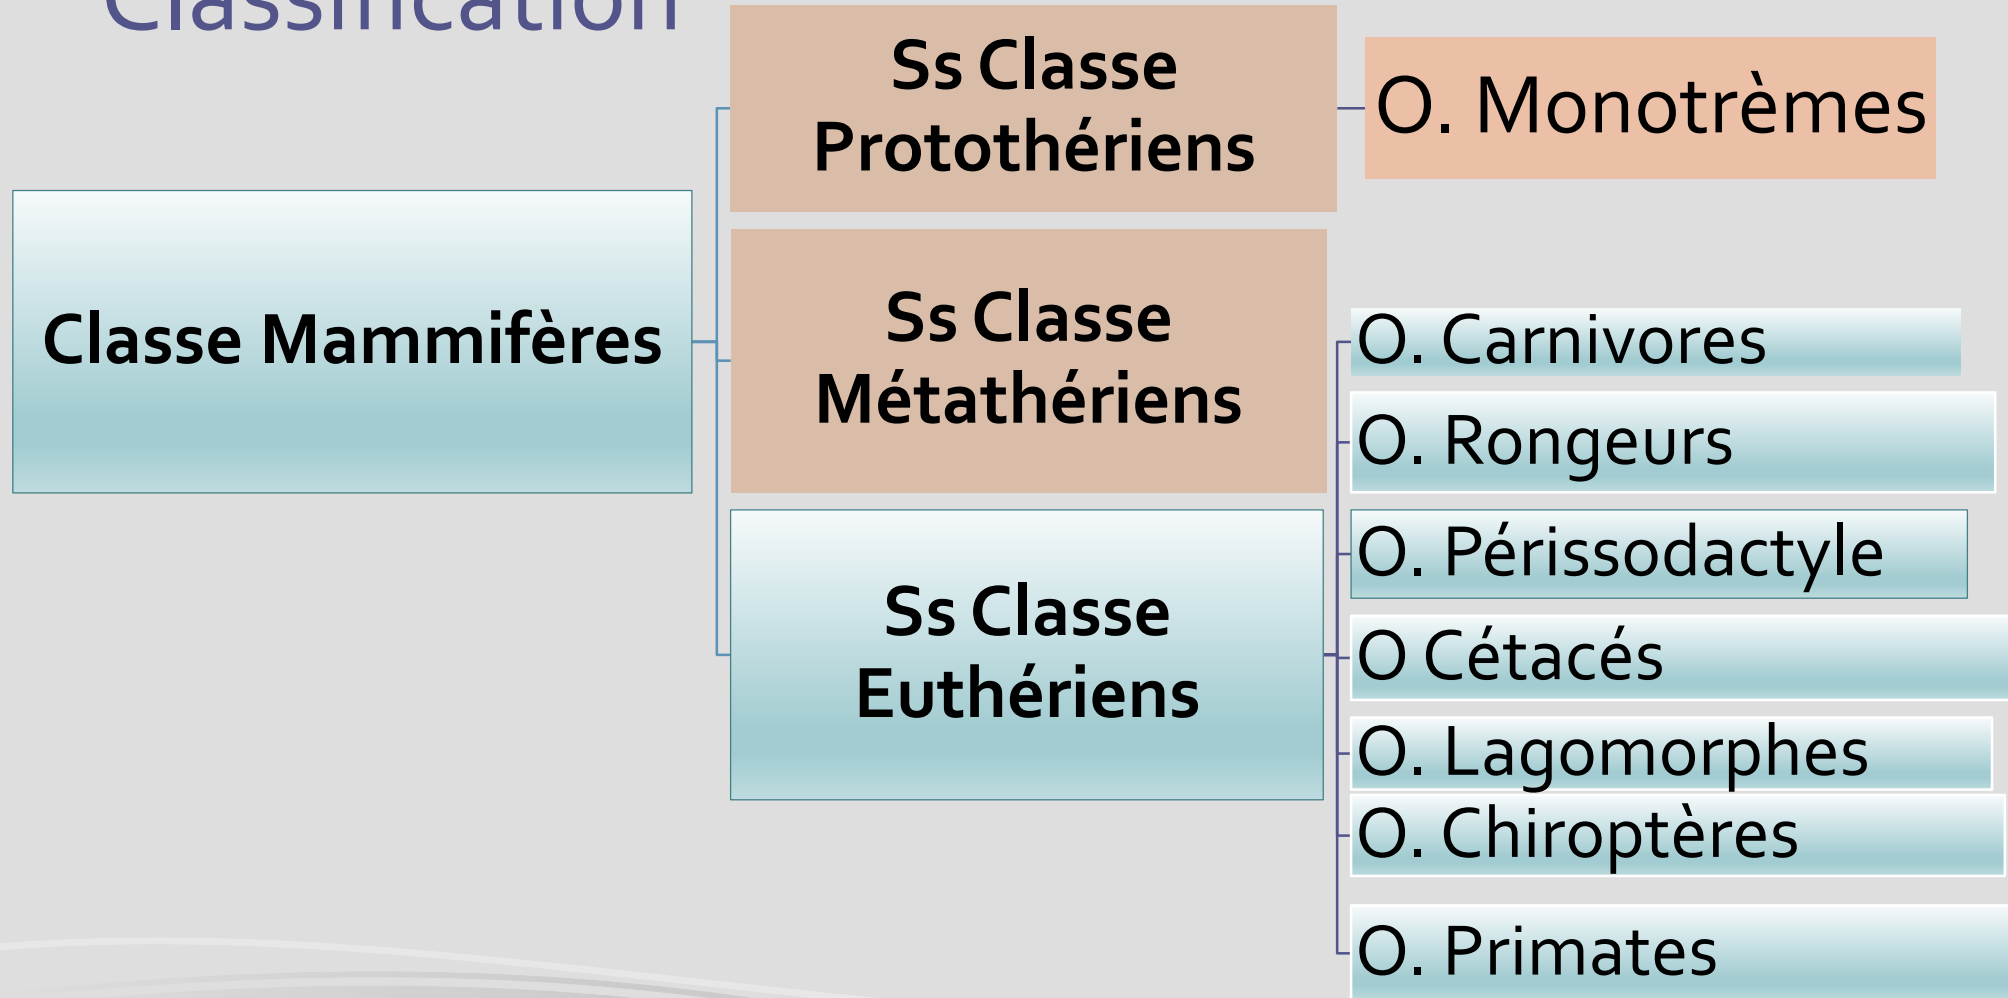 Classification
Ss Classe
Protothériens
O. Monotrèmes
Classe Mammifères
Ss Classe
Métathériens
Ss Classe
Euthériens
O. Carnivores
O. Rongeurs
O. Périssodactyle
O Cétacés
O. Lagomorphes
O. Chiroptères
O. Primates